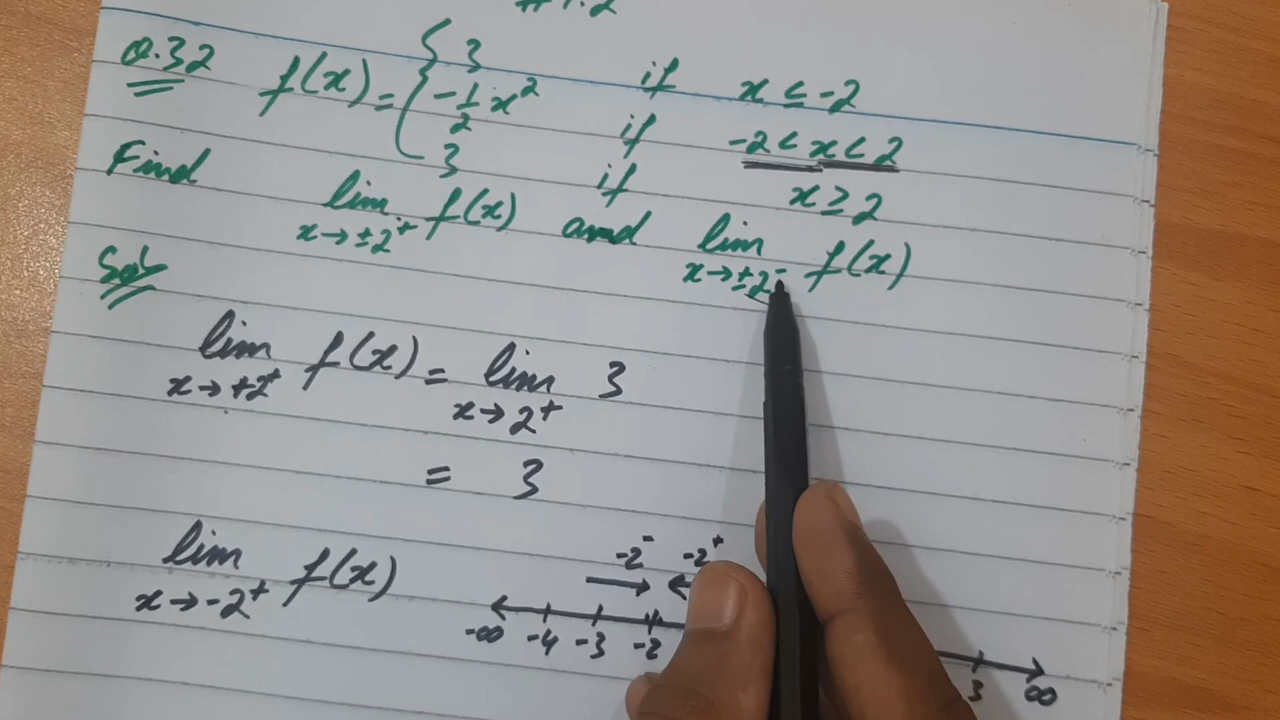 #1.2
Q.32 f(x) = { 3 if x ≤ -2
-1/2 x² if -2 < x < 2
3 if x ≥ 2
Find lim x→±2⁺ f(x) and lim x→±2⁻ f(x)
Sol
lim x→+2⁺ f(x) = lim x→2⁺ 3
= 3
lim x→-2⁺ f(x)
-2⁻ -2⁺
-∞ -4 -3 -2 3 ∞